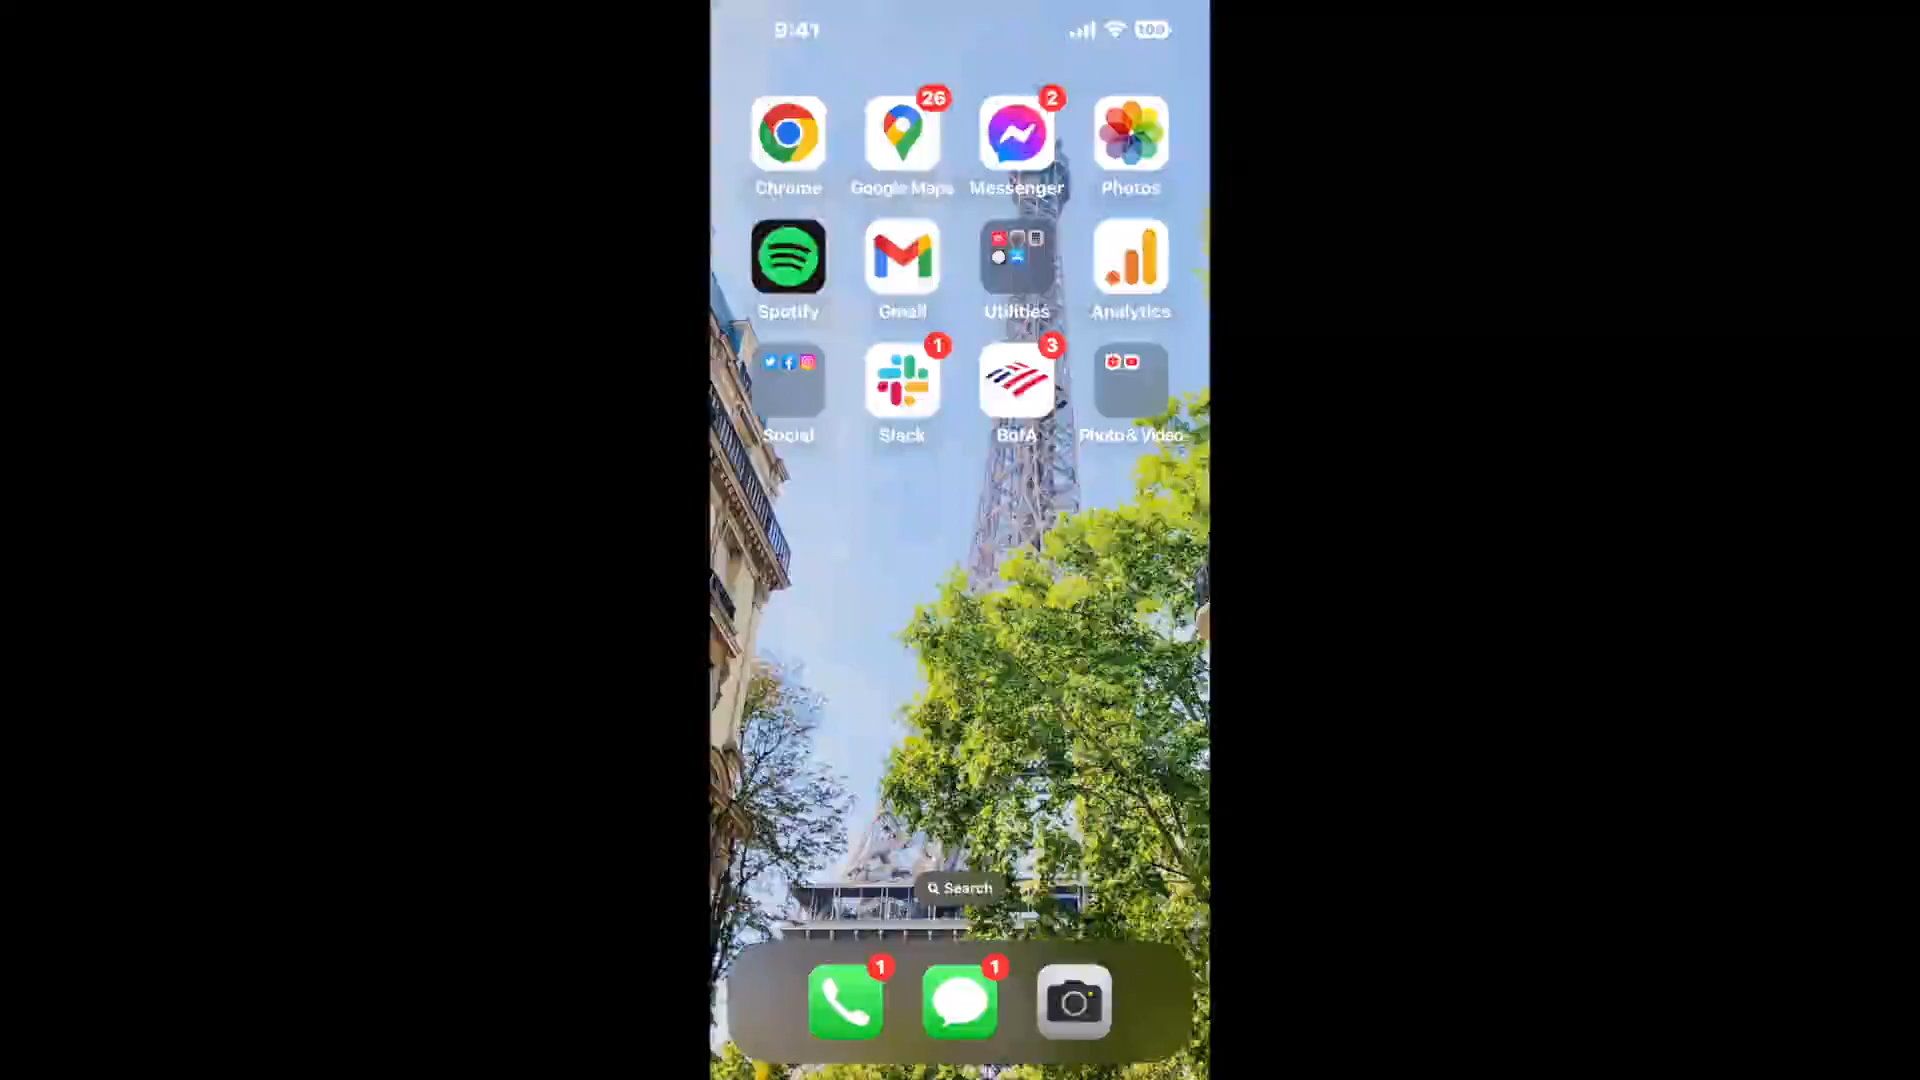 9:41
100
26
2
Chrome
Google Maps
Messenger
Photos
Spotify
Gmail
Utilities
Analytics
1
3
Social
Slack
BofA
Photo & Video
Search
1
1